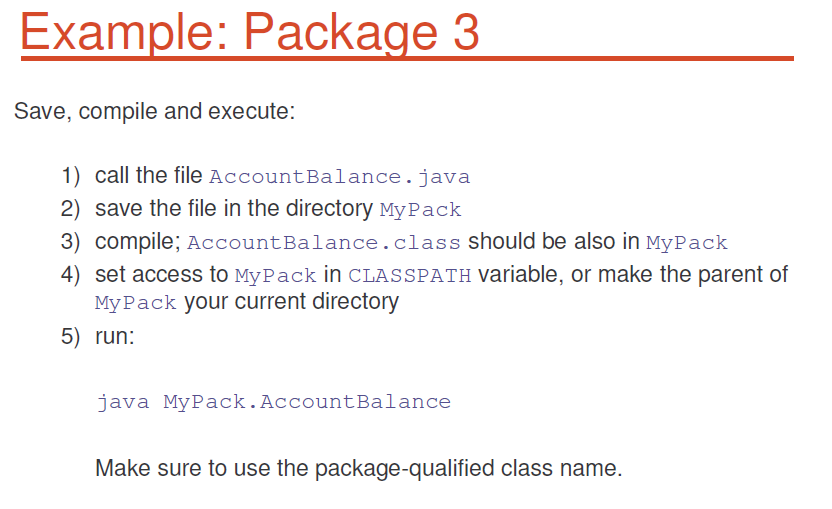 Example: Package 3
Save, compile and execute:
1) call the file AccountBalance.java
2) save the file in the directory MyPack
3) compile; AccountBalance.class should be also in MyPack
4) set access to MyPack in CLASSPATH variable, or make the parent of
MyPack your current directory
5) run:
java MyPack.AccountBalance
Make sure to use the package-qualified class name.